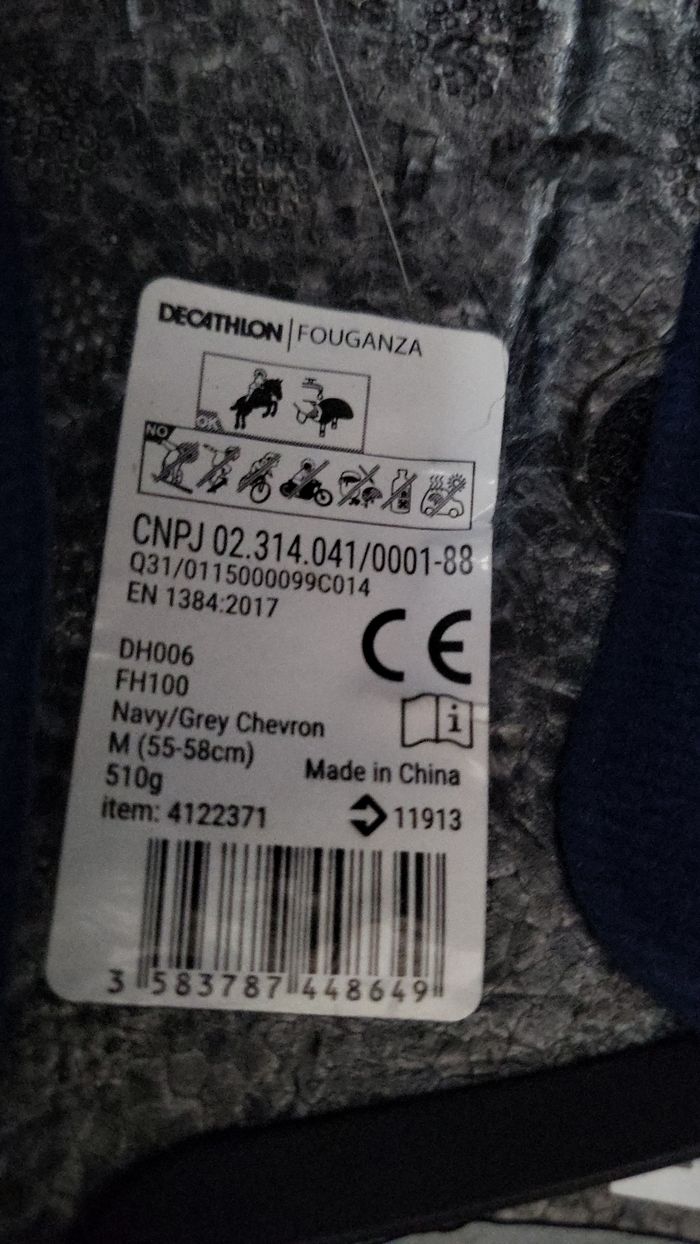 DECATHLON | FOUGANZA
OK
NO
CNPJ 02.314.041/0001-88
Q31/0115000099C014
EN 1384:2017
CE
DH006
FH100
i
Navy/Grey Chevron
M (55-58cm)
Made in China
510g
item: 4122371
11913
3 583787 448649